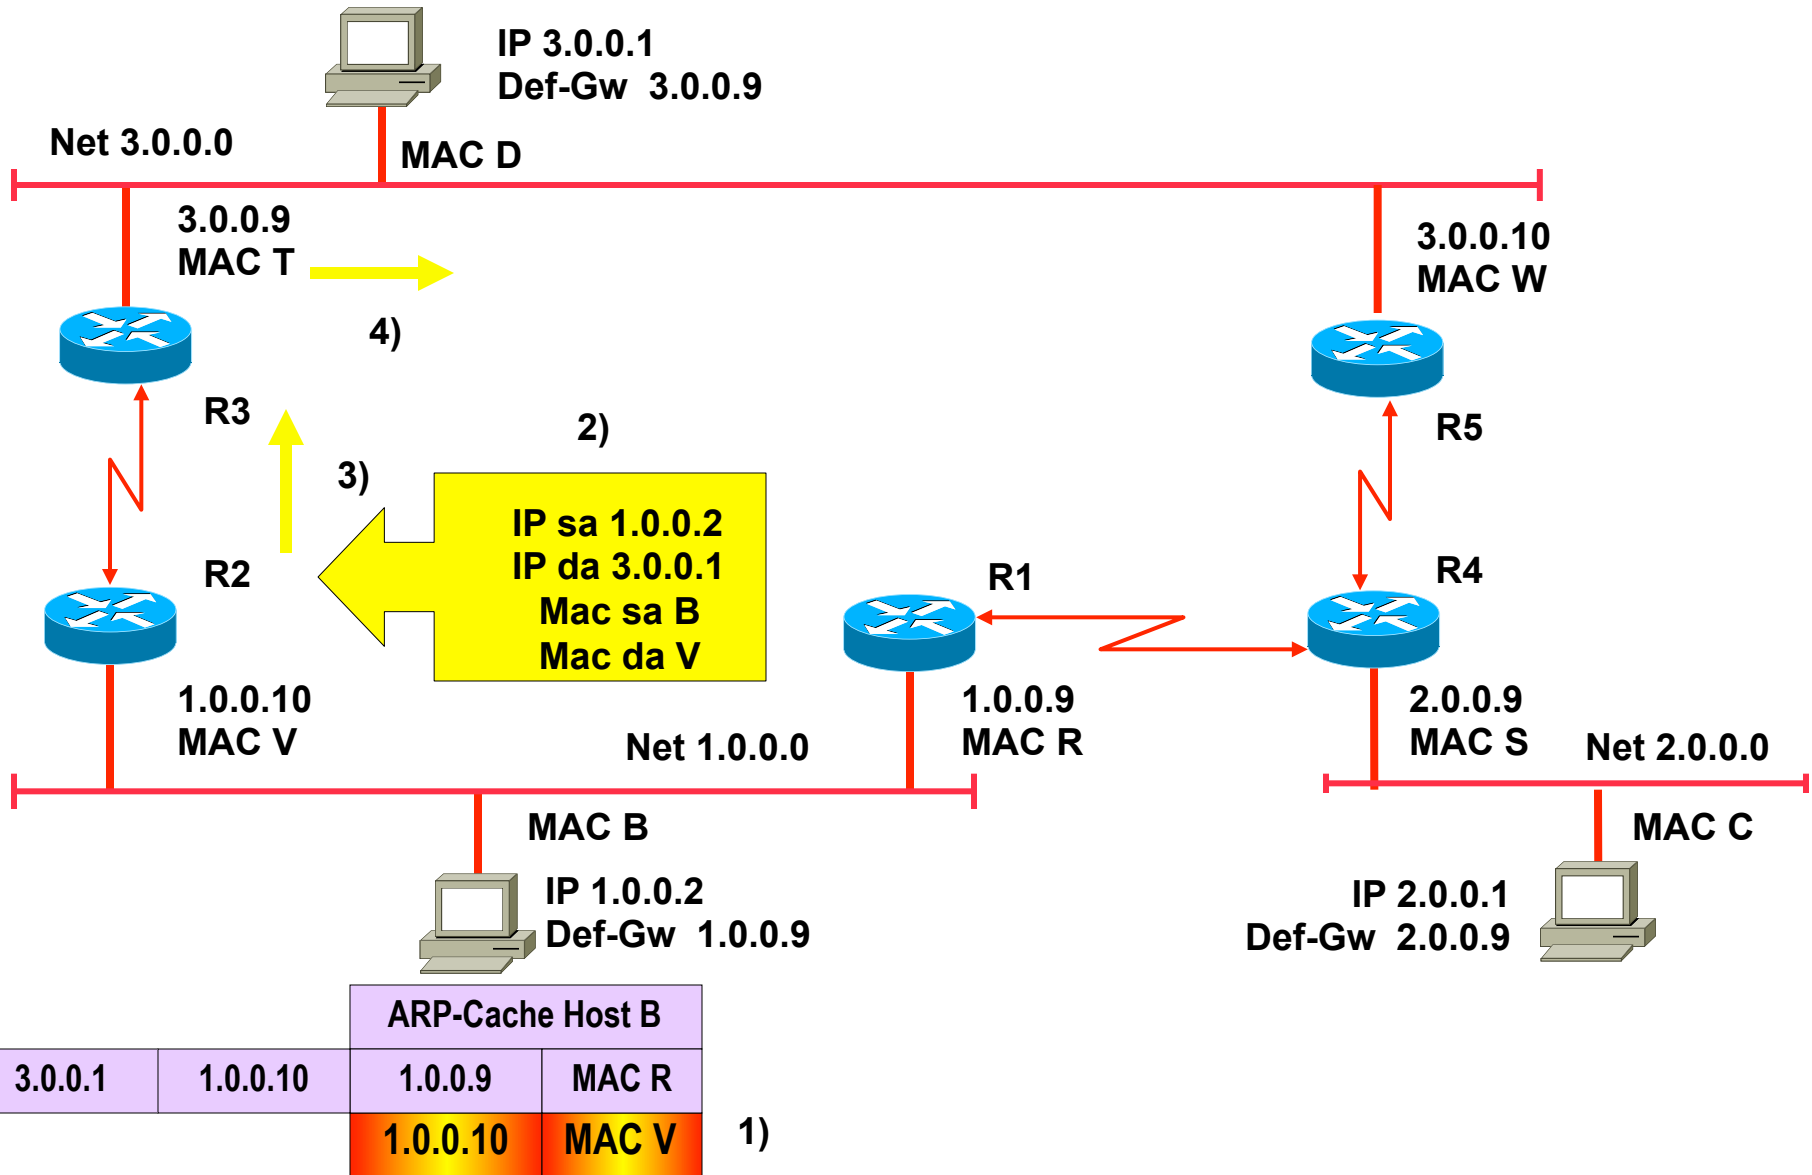 IP 3.0.0.1
Def-Gw 3.0.0.9
Net 3.0.0.0
MAC D
3.0.0.9
MAC T
3.0.0.10
MAC W
4)
R3
R5
2)
3)
IP sa 1.0.0.2
IP da 3.0.0.1
Mac sa B
Mac da V
R2
R1
R4
1.0.0.10
MAC V
Net 1.0.0.0
1.0.0.9
MAC R
2.0.0.9
MAC S
Net 2.0.0.0
MAC B
MAC C
IP 1.0.0.2
Def-Gw 1.0.0.9
IP 2.0.0.1
Def-Gw 2.0.0.9
ARP-Cache Host B
3.0.0.1 1.0.0.10 1.0.0.9 MAC R
1.0.0.10 MAC V 1)